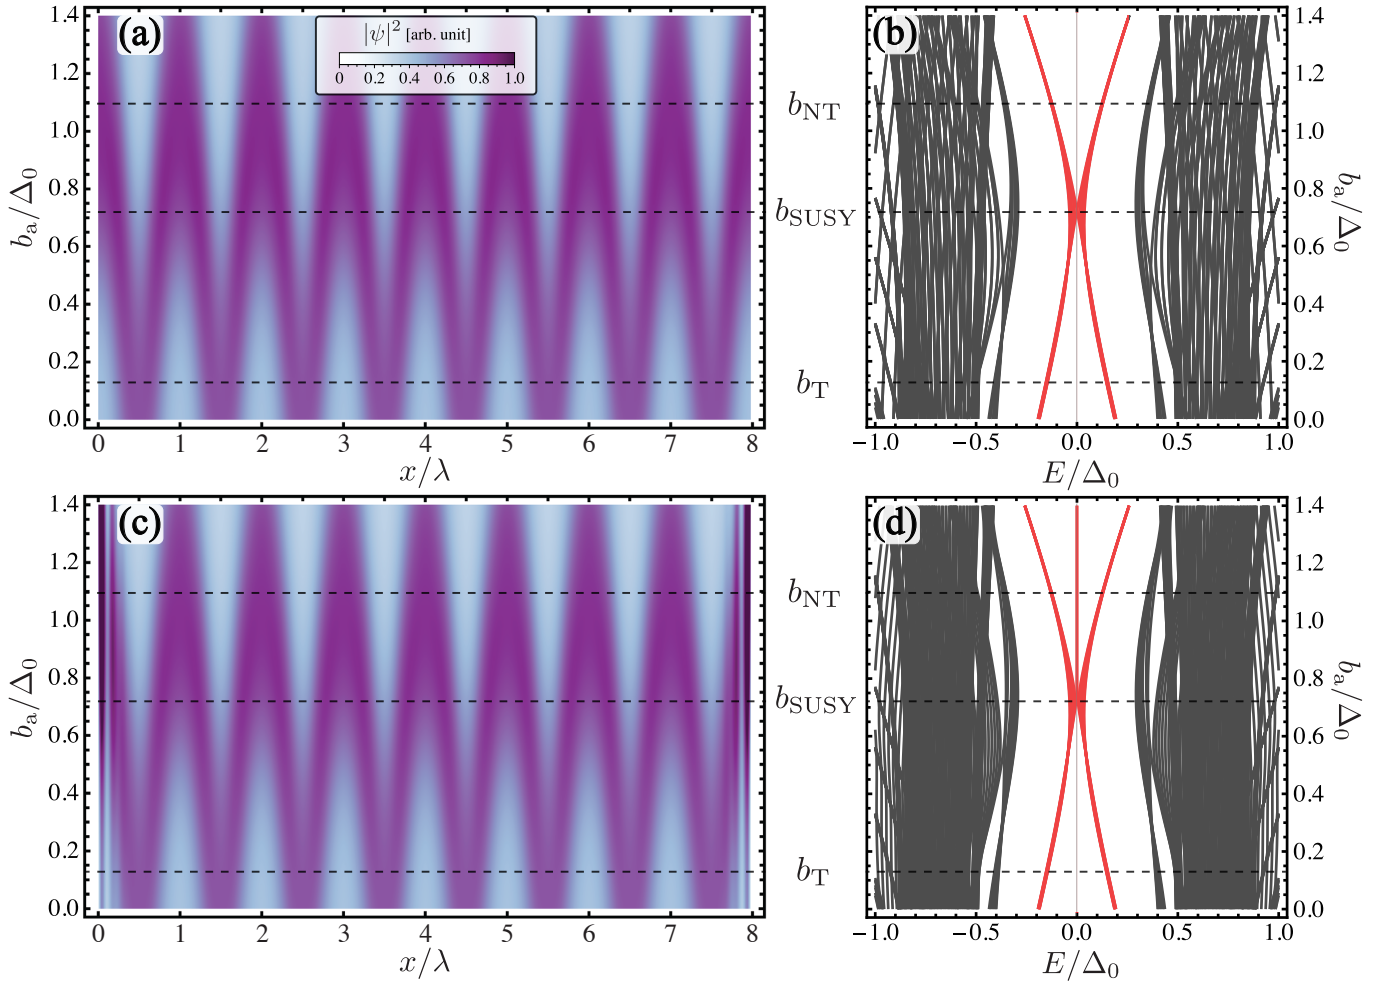 (a)
|ψ|² [arb. unit]
0 0.2 0.4 0.6 0.8 1.0
1.4
1.2
1.0
0.8
0.6
0.4
0.2
0.0
b_a/Δ_0
0 1 2 3 4 5 6 7 8
x/λ
b_NT
b_SUSY
b_T
(b)
1.4
1.2
1.0
0.8
0.6
0.4
0.2
0.0
b_a/Δ_0
−1.0 −0.5 0.0 0.5 1.0
E/Δ_0
(c)
1.4
1.2
1.0
0.8
0.6
0.4
0.2
0.0
b_a/Δ_0
0 1 2 3 4 5 6 7 8
x/λ
b_NT
b_SUSY
b_T
(d)
1.4
1.2
1.0
0.8
0.6
0.4
0.2
0.0
b_a/Δ_0
−1.0 −0.5 0.0 0.5 1.0
E/Δ_0